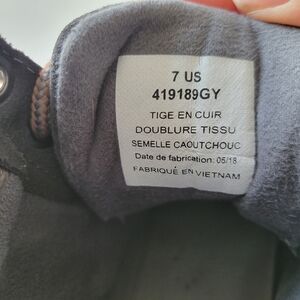 7 US
419189GY
TIGE EN CUIR
DOUBLURE TISSU
SEMELLE CAOUTCHOUC
Date de fabrication: 05/18
FABRIQUÉ EN VIETNAM